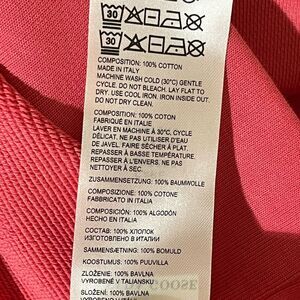 30
30
COMPOSITION: 100% COTTON
MADE IN ITALY
MACHINE WASH COLD (30°C) GENTLE
CYCLE. DO NOT BLEACH. LAY FLAT TO
DRY. USE COOL IRON. IRON INSIDE OUT.
DO NOT DRY CLEAN.
COMPOSITION: 100% COTON
FABRIQUÉ EN ITALIE
LAVER EN MACHINE À 30°C, CYCLE
DÉLICAT. NE PAS UTILISER D'EAU
DE JAVEL. FAIRE SÉCHER À PLAT.
REPASSER À BASSE TEMPÉRATURE.
REPASSER À L'ENVERS. NE PAS
NETTOYER À SEC.
ZUSAMMENSETZUNG: 100% BAUMWOLLE
COMPOSIZIONE: 100% COTONE
FABBRICATO IN ITALIA
COMPOSICIÓN: 100% ALGODÓN
HECHO EN ITALIA
СОСТАВ: 100% ХЛОПОК
ИЗГОТОВЛЕНО В ИТАЛИИ
SAMMENSÆTNING: 100% BOMULD
KOOSTUMUS: 100% PUUVILLA
ZLOŽENIE: 100% BAVLNA
VYROBENÉ V TALIANSKU
SLOŽENÍ: 100% BAVLNA